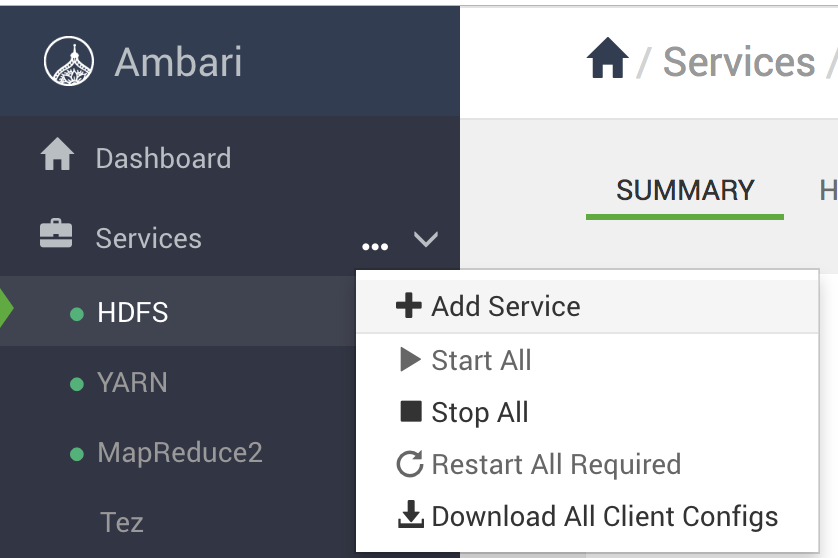 Ambari
/ Services /
Dashboard
SUMMARY
Services ...
HDFS
Add Service
Start All
YARN
Stop All
MapReduce2
Restart All Required
Tez
Download All Client Configs